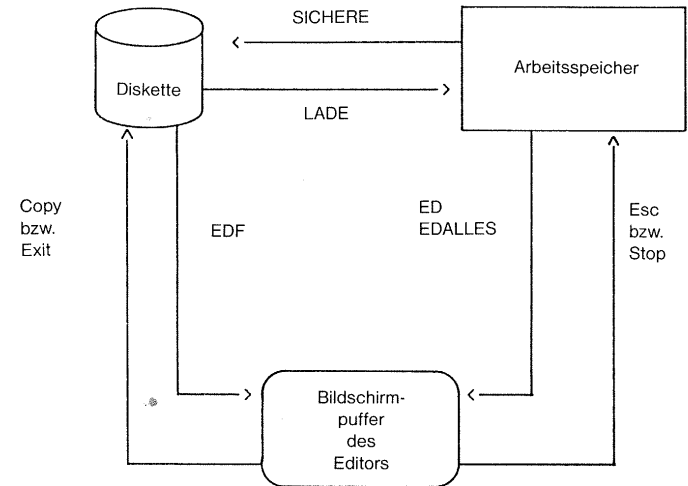 SICHERE
Diskette
Arbeitsspeicher
LADE
Copy
bzw.
Exit
EDF
ED
EDALLES
Esc
bzw.
Stop
Bildschirm-
puffer
des
Editors